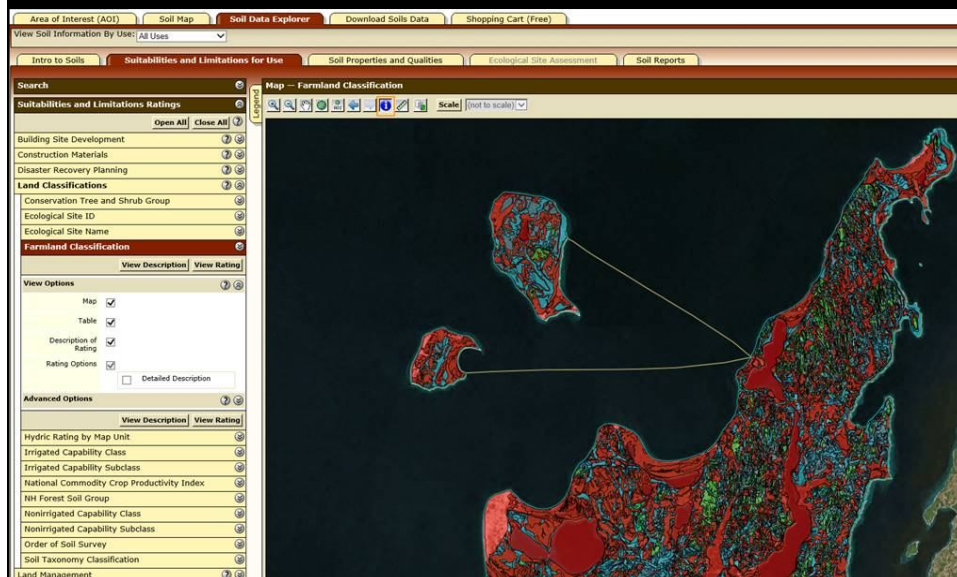 Area of Interest (AOI)
Soil Map
Soil Data Explorer
Download Soils Data
Shopping Cart (Free)
View Soil Information By Use: All Uses
Intro to Soils
Suitabilities and Limitations for Use
Soil Properties and Qualities
Ecological Site Assessment
Soil Reports
Search
Suitabilities and Limitations Ratings
Open All Close All
Building Site Development
Construction Materials
Disaster Recovery Planning
Land Classifications
Conservation Tree and Shrub Group
Ecological Site ID
Ecological Site Name
Farmland Classification
View Description View Rating
View Options
Map
Table
Description of
Rating
Rating Options
Detailed Description
Advanced Options
View Description View Rating
Hydric Rating by Map Unit
Irrigated Capability Class
Irrigated Capability Subclass
National Commodity Crop Productivity Index
NH Forest Soil Group
Nonirrigated Capability Class
Nonirrigated Capability Subclass
Order of Soil Survey
Soil Taxonomy Classification
Land Management
Legend
Map — Farmland Classification
Scale (not to scale)